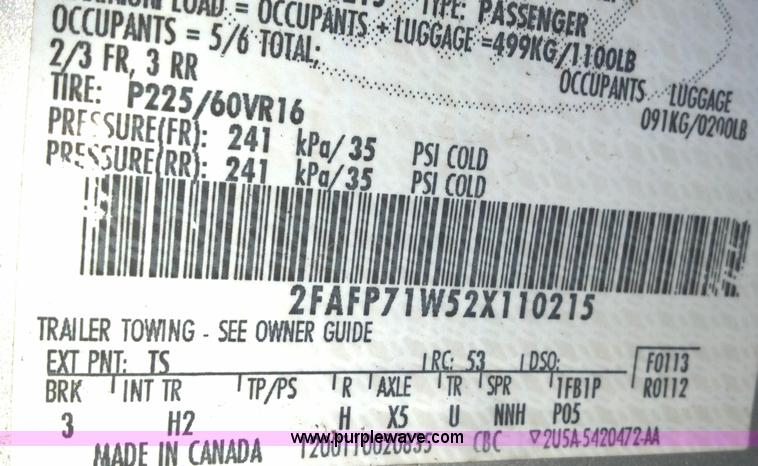 LOAD = OCCUPANTS + LUGGAGE =499KG/1100LB
TYPE: PASSENGER
OCCUPANTS = 5/6 TOTAL;
2/3 FR, 3 RR
OCCUPANTS LUGGAGE
091KG/0200LB
TIRE: P225/60VR16
PRESSURE(FR): 241 kPa/35 PSI COLD
PRESSURE(RR): 241 kPa/35 PSI COLD
2FAFP71W52X110215
TRAILER TOWING - SEE OWNER GUIDE
EXT PNT: TS RC: 53 DSO: F0113
BRK INT TR TP/PS R AXLE TR SPR 1FB1P R0112
3 H2 H X5 U NNH P05
MADE IN CANADA CBC ▽2U5A-5420472-AA
www.purplewave.com